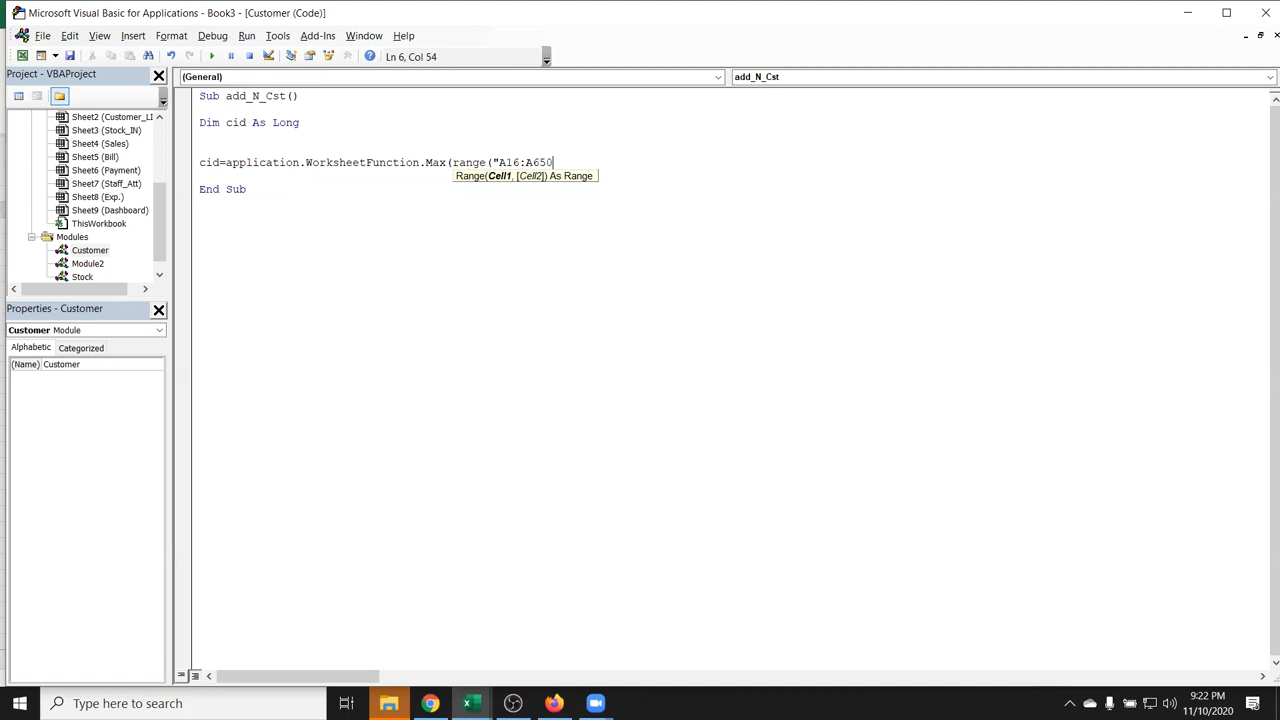 Microsoft Visual Basic for Applications - Book3 - [Customer (Code)]
File Edit View Insert Format Debug Run Tools Add-Ins Window Help
Ln 6, Col 54
Project - VBAProject
(General)
add_N_Cst
Sheet2 (Customer_LI
Sheet3 (Stock_IN)
Sheet4 (Sales)
Sheet5 (Bill)
Sheet6 (Payment)
Sheet7 (Staff_Att)
Sheet8 (Exp.)
Sheet9 (Dashboard)
ThisWorkbook
Modules
Customer
Module2
Stock
Sub add_N_Cst()
Dim cid As Long
cid=application.WorksheetFunction.Max(range("A16:A650
Range(Cell1, [Cell2]) As Range
End Sub
Properties - Customer
Customer Module
Alphabetic Categorized
(Name) Customer
Type here to search
9:22 PM
11/10/2020